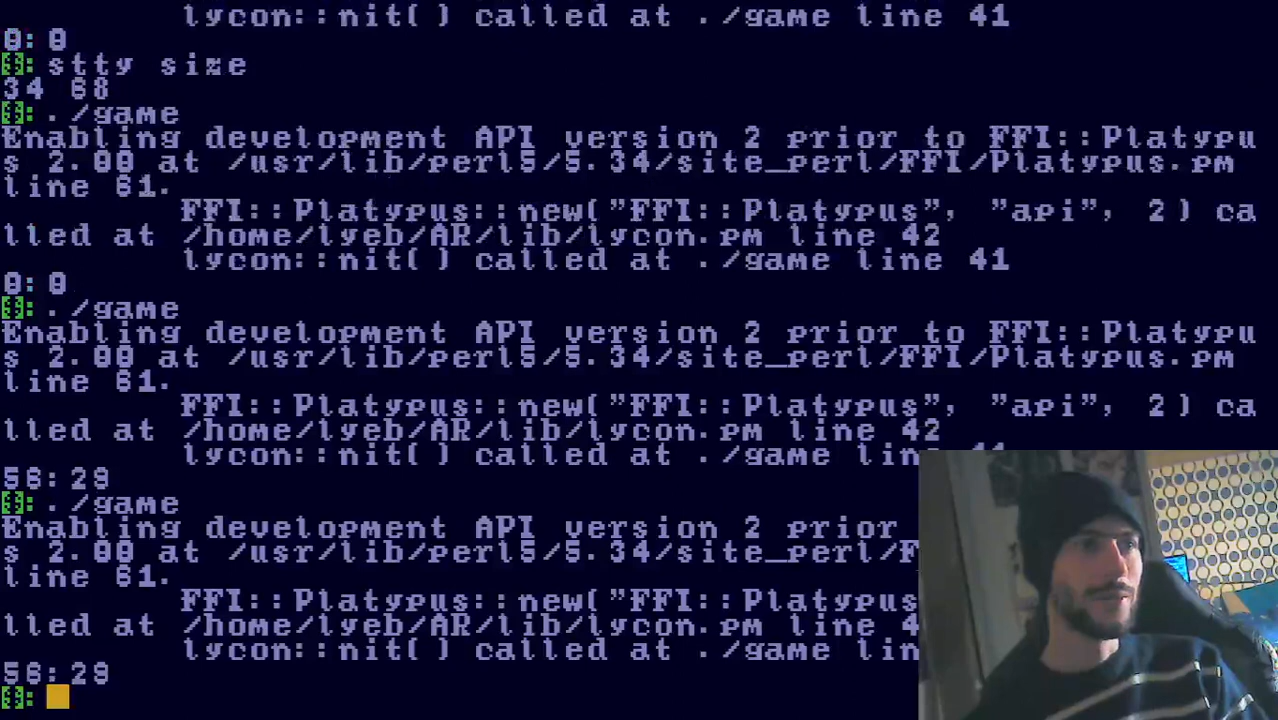 lycon::nit() called at ./game line 41
0:0
§: stty size
34 68
§: ./game
Enabling development API version 2 prior to FFI::Platypu
s 2.00 at /usr/lib/perl5/5.34/site_perl/FFI/Platypus.pm
line 61.
FFI::Platypus::new("FFI::Platypus", "api", 2) ca
lled at /home/lyeb/AR/lib/lycon.pm line 42
lycon::nit() called at ./game line 41
0:0
§: ./game
Enabling development API version 2 prior to FFI::Platypu
s 2.00 at /usr/lib/perl5/5.34/site_perl/FFI/Platypus.pm
line 61.
FFI::Platypus::new("FFI::Platypus", "api", 2) ca
lled at /home/lyeb/AR/lib/lycon.pm line 42
lycon::nit() called at ./game line
56:29
§: ./game
Enabling development API version 2 prior
s 2.00 at /usr/lib/perl5/5.34/site_perl/F
line 61.
FFI::Platypus::new("FFI::Platypus
lled at /home/lyeb/AR/lib/lycon.pm line 4
lycon::nit() called at ./game line
56:29
§: